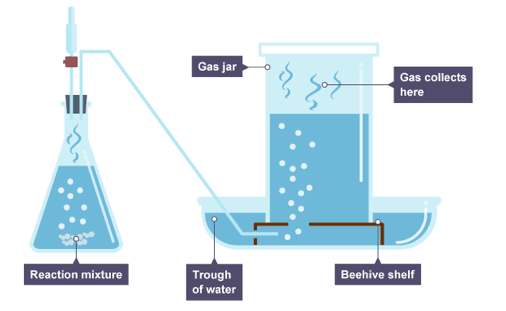 Gas jar
Gas collects
here
Reaction mixture
Trough
of water
Beehive shelf